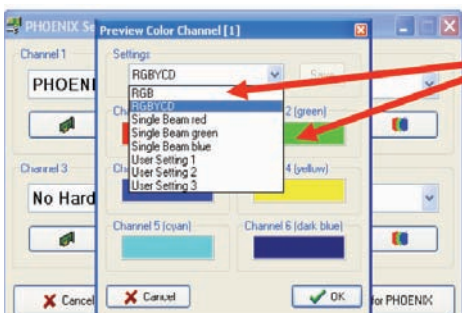 PHOENIX Se
Preview Color Channel [1]
Channel 1
Settings
PHOENI
RGBYCD
Save
RGB
RGBYCD
Single Beam red
Single Beam green
Single Beam blue
User Setting 1
User Setting 2
User Setting 3
Ch
2 (green)
Channel 3
Ch
4 (yellow)
No Hard
Channel 5 (cyan)
Channel 6 (dark blue)
Cancel
Cancel
OK
for PHOENIX